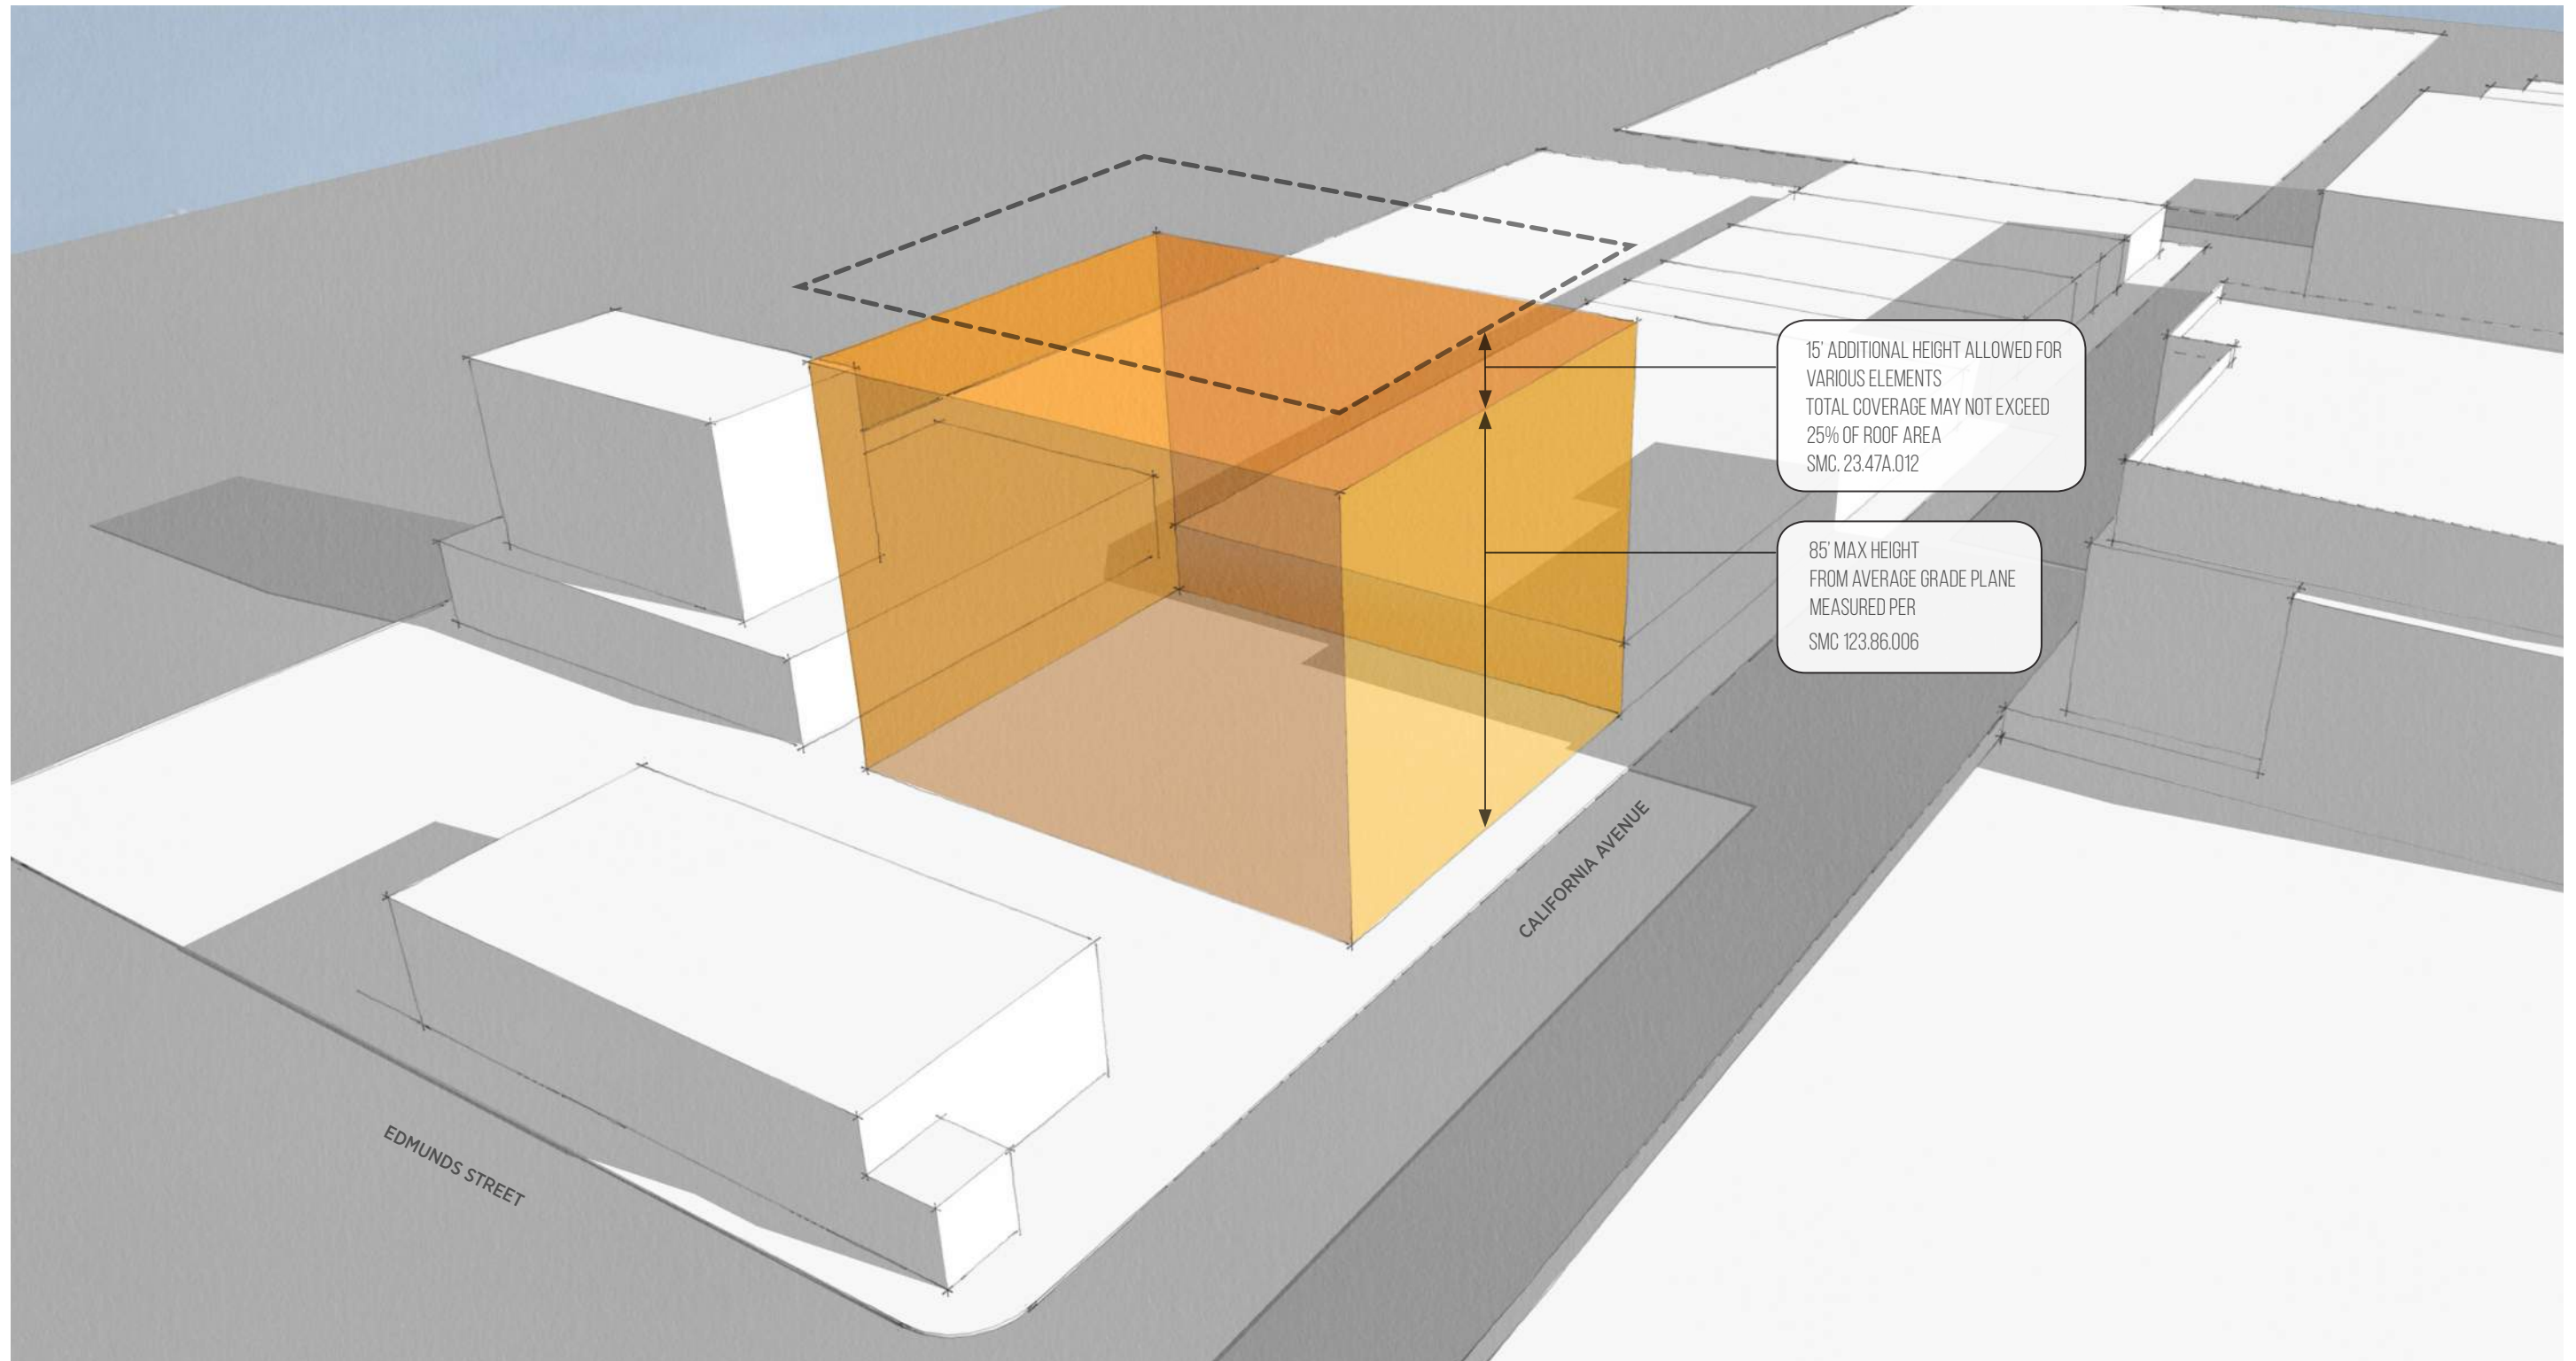 15' ADDITIONAL HEIGHT ALLOWED FOR
VARIOUS ELEMENTS
TOTAL COVERAGE MAY NOT EXCEED
25% OF ROOF AREA
SMC. 23.47A.012
85' MAX HEIGHT
FROM AVERAGE GRADE PLANE
MEASURED PER
SMC 123.86.006
CALIFORNIA AVENUE
EDMUNDS STREET